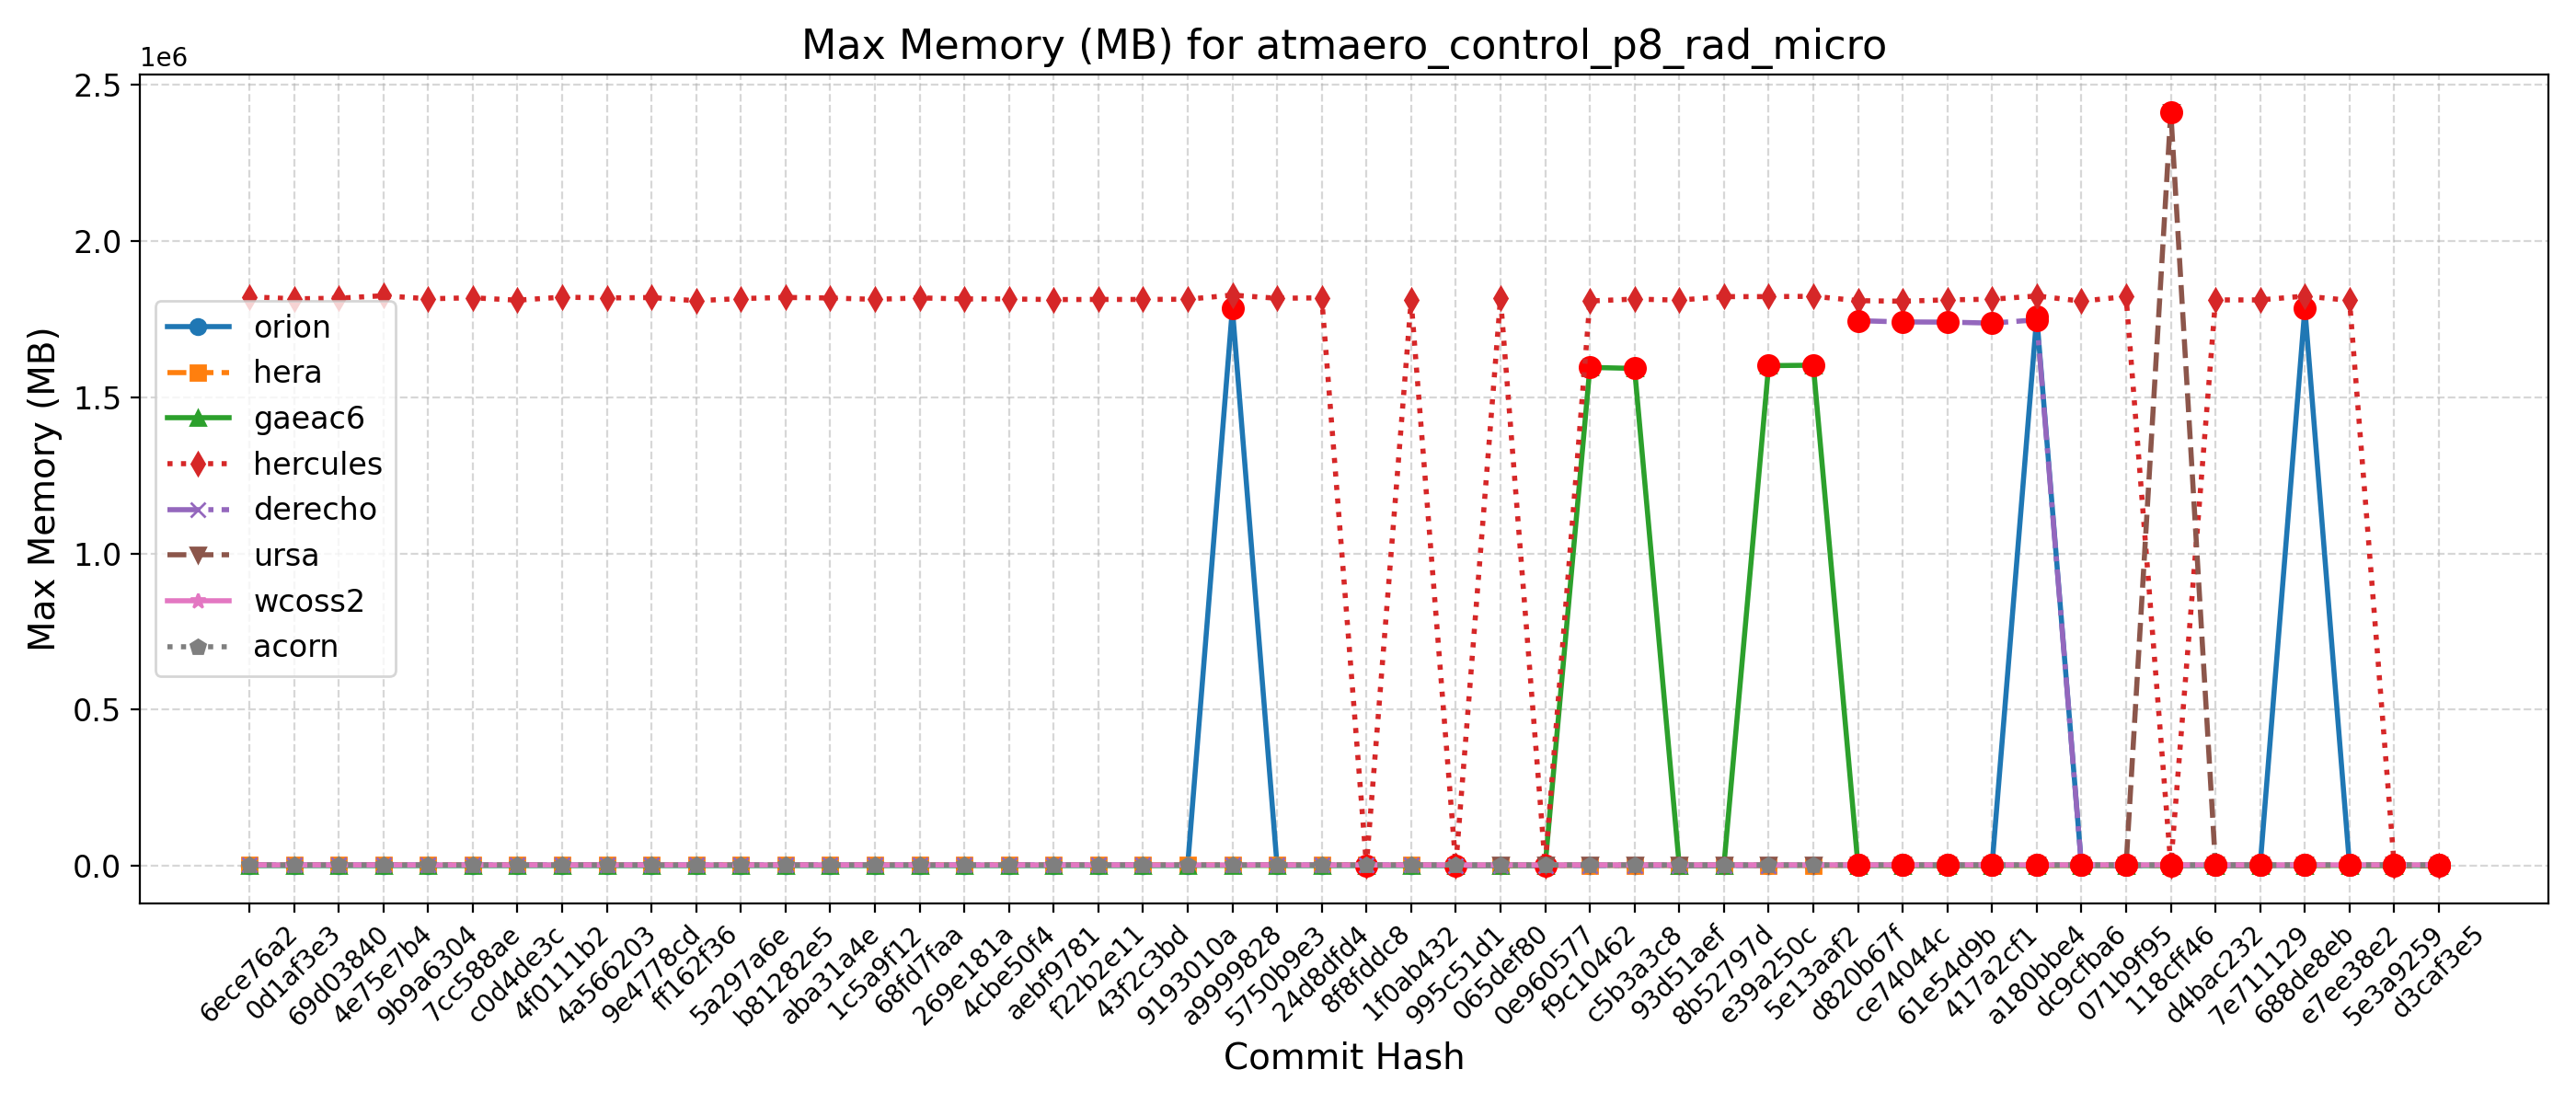 Max Memory (MB) for atmaero_control_p8_rad_micro
1e6
2.5
2.0
1.5
1.0
0.5
0.0
Max Memory (MB)
orion
hera
gaeac6
hercules
derecho
ursa
wcoss2
acorn
6ece76a2
0d1af3e3
69d03840
4e75e7b4
9b9a6304
7cc588ae
c0d4de3c
4f0111b2
4a566203
9e4778cd
ff162f36
5a297a6e
b81282e5
aba31a4e
1c5a9f12
68fd7faa
269e181a
4cbe50f4
aebf9781
f22b2e11
43f2c3bd
9193010a
a9999828
5750b9e3
24d8dfd4
8f8fddc8
1f0ab432
995c51d1
065def80
0e960577
f9c10462
c5b3a3c8
93d51aef
8b52797d
e39a250c
5e13aaf2
d820b67f
ce74044c
61e54d9b
417a2cf1
a180bbe4
dc9cfba6
071b9f95
118cff46
d4bac232
7e711129
688de8eb
e7ee38e2
5e3a9259
d3caf3e5
Commit Hash